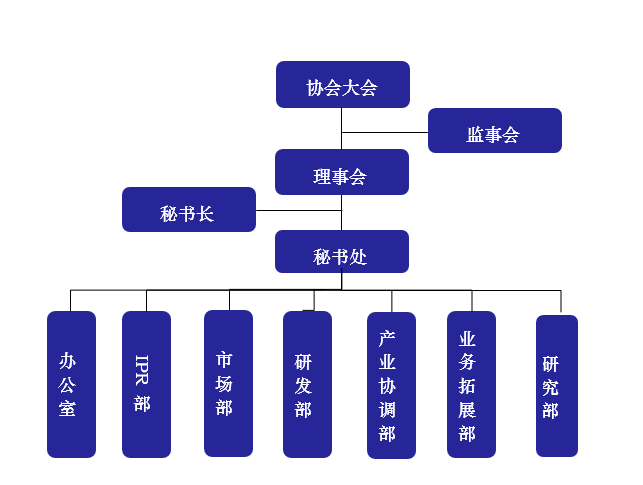 协会大会
监事会
理事会
秘书长
秘书处
办公室
IPR部
市场部
研发部
产业协调部
业务拓展部
研究部